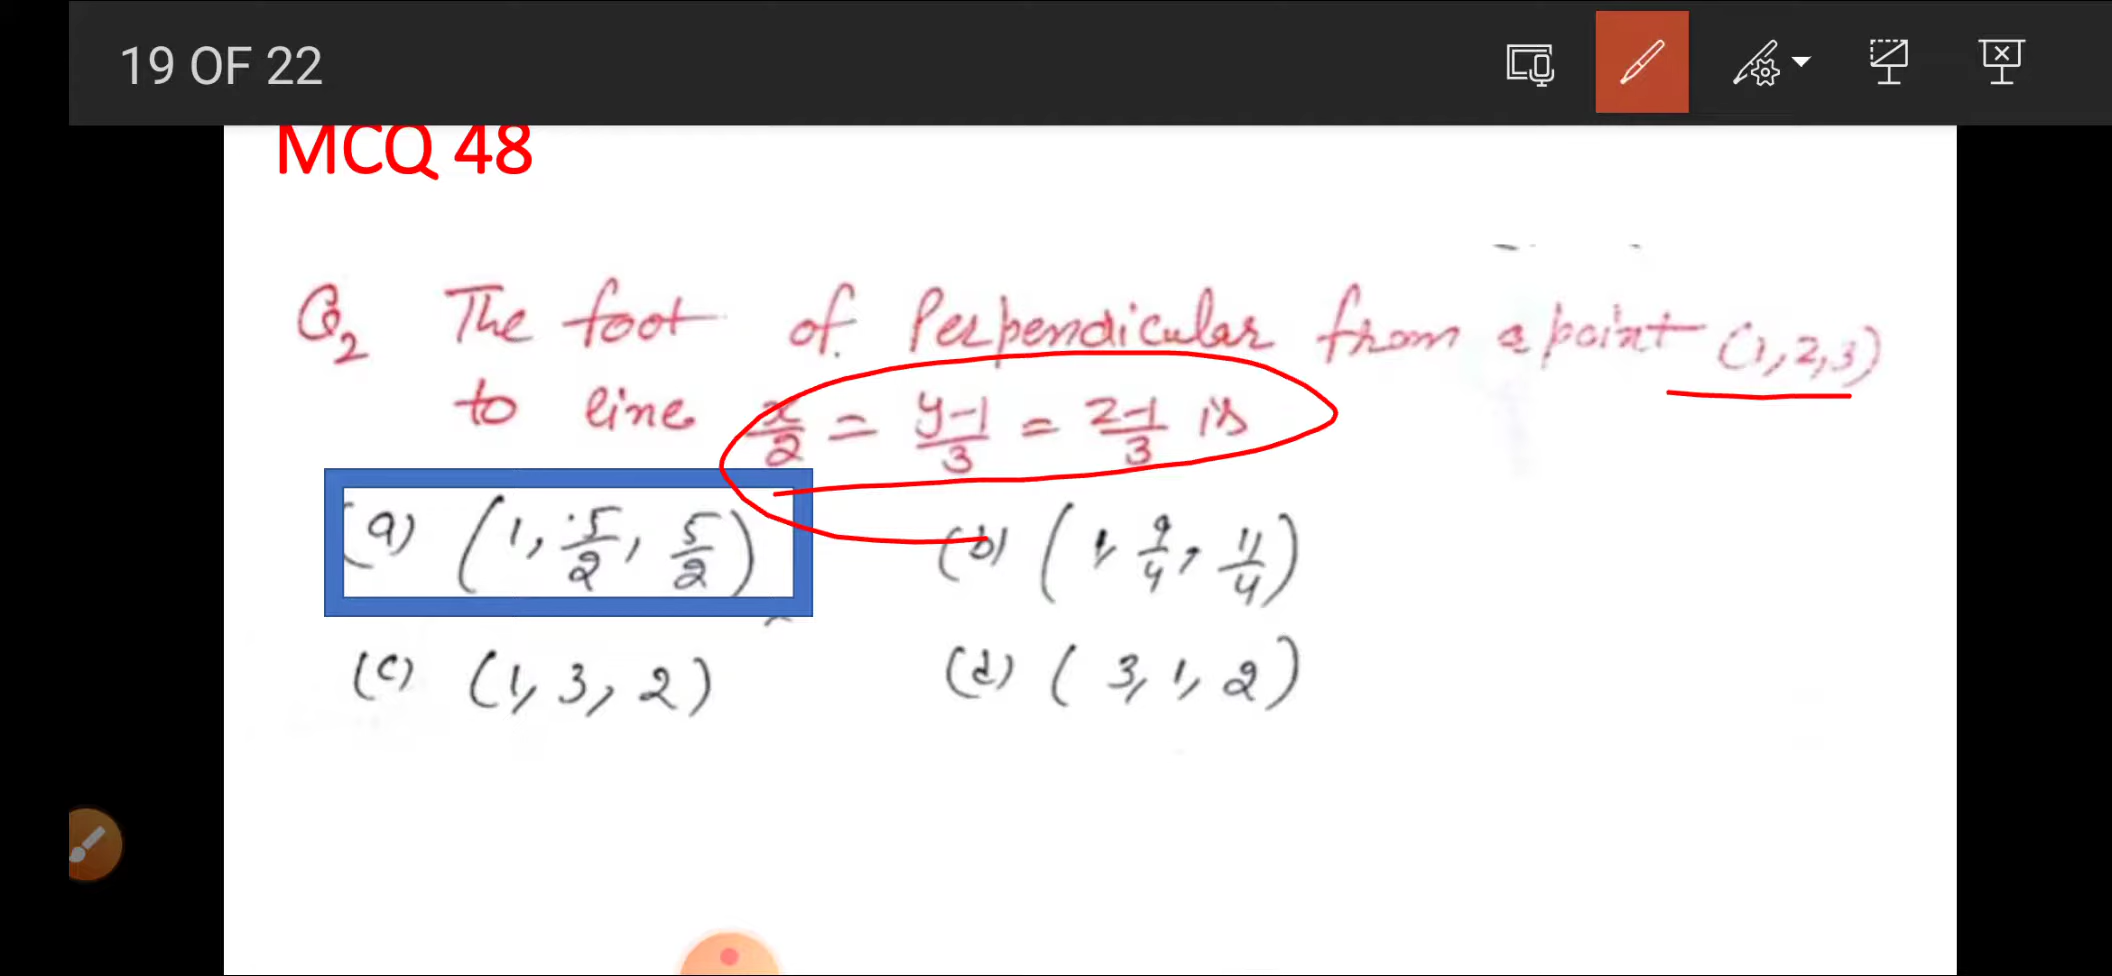 19 OF 22
MCQ 48
Q2 The foot of Perpendicular from a point (1,2,3)
to line x/2 = y-1/3 = z-1/3 is
(a) (1, 5/2, 5/2) (b) (1, 9/4, 11/4)
(c) (1, 3, 2) (d) (3, 1, 2)